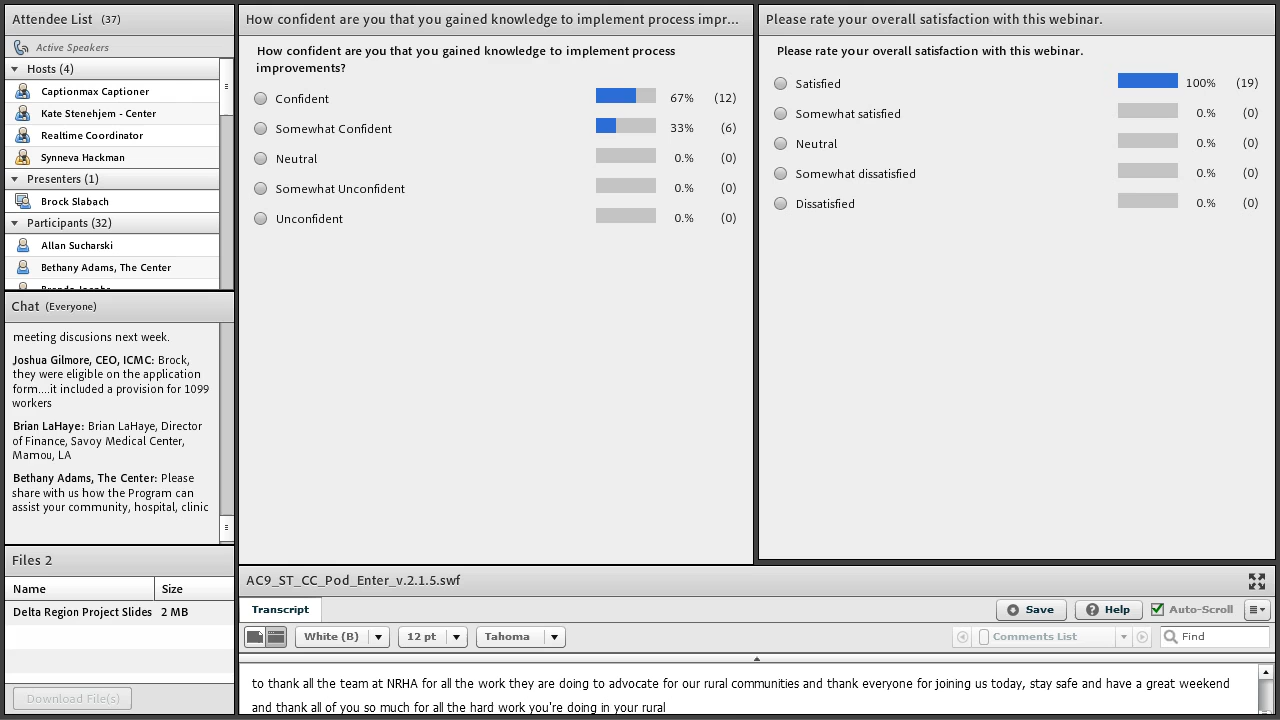 Attendee List (37)
Active Speakers
Hosts (4)
Captionmax Captioner
Kate Stenehjem - Center
Realtime Coordinator
Synneva Hackman
Presenters (1)
Brock Slabach
Participants (32)
Allan Sucharski
Bethany Adams, The Center
Chat (Everyone)
meeting discusions next week.
Joshua Gilmore, CEO, ICMC: Brock,
they were eligible on the application
form....it included a provision for 1099
workers
Brian LaHaye: Brian LaHaye, Director
of Finance, Savoy Medical Center,
Mamou, LA
Bethany Adams, The Center: Please
share with us how the Program can
assist your community, hospital, clinic
Files 2
Name Size
Delta Region Project Slides 2 MB
Download File(s)
How confident are you that you gained knowledge to implement process impr...
How confident are you that you gained knowledge to implement process
improvements?
Confident 67% (12)
Somewhat Confident 33% (6)
Neutral 0.% (0)
Somewhat Unconfident 0.% (0)
Unconfident 0.% (0)
Please rate your overall satisfaction with this webinar.
Please rate your overall satisfaction with this webinar.
Satisfied 100% (19)
Somewhat satisfied 0.% (0)
Neutral 0.% (0)
Somewhat dissatisfied 0.% (0)
Dissatisfied 0.% (0)
AC9_ST_CC_Pod_Enter_v.2.1.5.swf
Transcript Save Help Auto-Scroll
White (B) 12 pt Tahoma Comments List Find
to thank all the team at NRHA for all the work they are doing to advocate for our rural communities and thank everyone for joining us today, stay safe and have a great weekend
and thank all of you so much for all the hard work you're doing in your rural